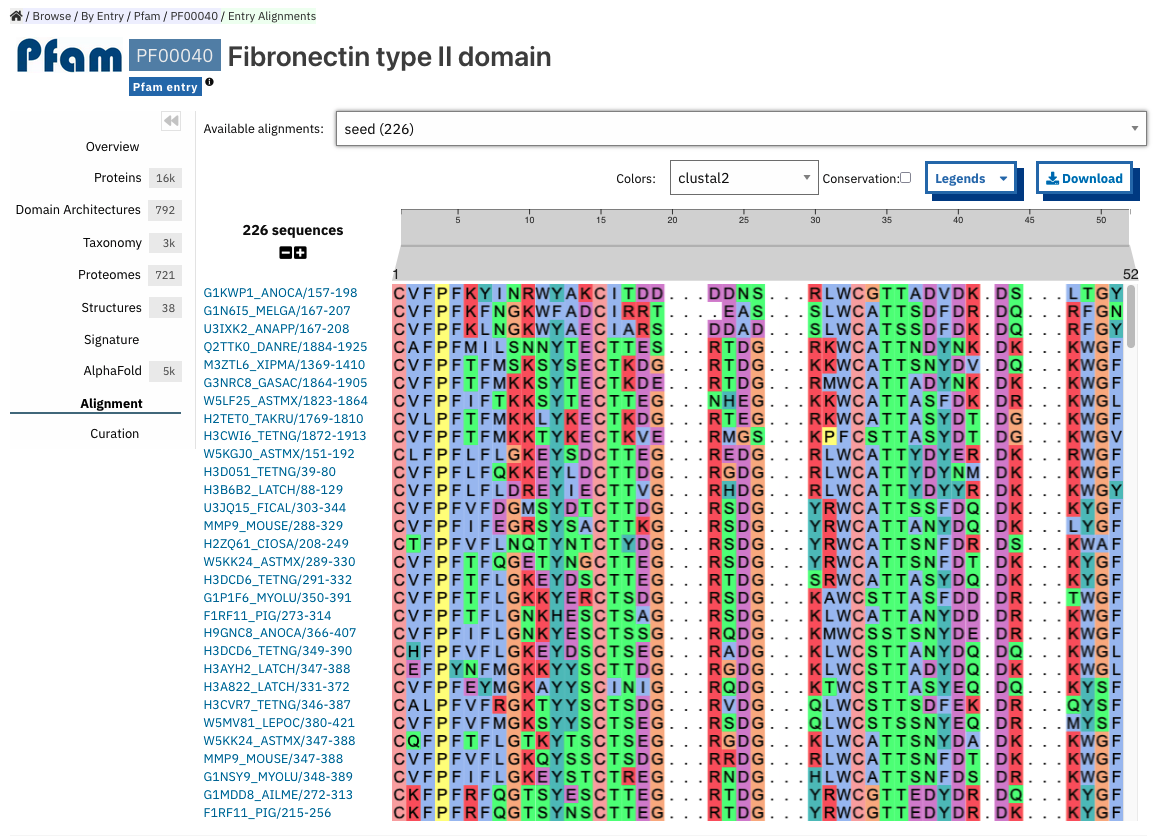 / Browse / By Entry / Pfam / PF00040 / Entry Alignments
Pfam PF00040 Fibronectin type II domain
Pfam entry
Available alignments: seed (226)
Overview
Proteins 16k
Domain Architectures 792
Taxonomy 3k
Proteomes 721
Structures 38
Signature
AlphaFold 5k
Alignment
Curation
Colors: clustal2 Conservation: Legends Download
5 10 15 20 25 30 35 40 45 50
226 sequences
1 52
G1KWP1_ANOCA/157-198 CVFPFKYINRWYAKCITDD...DDNS...RLWCGTTADVDK.DS...LTGY
G1N6I5_MELGA/167-207 CVFPFKFNGKWFADCIRRT....EAS...SLWCATTSDFDR.DQ...RFGN
U3IXK2_ANAPP/167-208 CVFPFKLNGKWYAECIARS...DDAD...SLWCATSSDFDK.DQ...RFGY
Q2TTK0_DANRE/1884-1925 CAFPFMILSNNYTECTTES...RTDG...RKWCATTNDYNK.DK...KWGF
M3ZTL6_XIPMA/1369-1410 CVFPFTFMSKSYSECTKDG...RTDG...KKWCATTSNYDV.DQ...KWGF
G3NRC8_GASAC/1864-1905 CVFPFTFMKKSYTECTKDE...RTDG...RMWCATTADYNK.DK...KWGF
W5LF25_ASTMX/1823-1864 CVFPFIFTKKSYTECTTEG...NHEG...KKWCATTASFDK.DK...KWGL
H2TET0_TAKRU/1769-1810 CVLPFTFMKKLYKECTKDG...RTEG...RKWCATTASYDT.DG...KWGF
H3CWI6_TETNG/1872-1913 CVFPFTFMKKTYKECTKVE...RMGS...KPFCSTTASYDT.DG...KWGV
W5KGJ0_ASTMX/151-192 CLFPFLFLGKEYSDCTTEG...REDG...RLWCATTYDYER.DK...KWGF
H3D051_TETNG/39-80 CVFPFLFQKKEYLDCTTDG...RGDG...RLWCATTYDYNM.DK...KWGF
H3B6B2_LATCH/88-129 CVFPFLFLDREYIECTTVG...RHDG...RLWCATTYDYYR.DK...KWGY
U3JQ15_FICAL/303-344 CVFPFVFDGMSYDTCTTDG...RSDG...YRWCATTSSFDQ.DK...KYGF
MMP9_MOUSE/288-329 CVFPFIFEGRSYSACTTKG...RSDG...YRWCATTANYDQ.DK...LYGF
H2ZQ61_CIOSA/208-249 CTFPFVFLNQTYNTCTYDG...RSDG...YRWCATTSNFDR.DS...KWAF
W5KK24_ASTMX/289-330 CVFPFTFQGETYNGCTTEG...RSDG...YRWCATTSNFDT.DK...KYGF
H3DCD6_TETNG/291-332 CVFPFTFLGKEYDSCTTEG...RTDG...SRWCATTASYDQ.DK...KYGF
G1P1F6_MYOLU/350-391 CVFPFTFLGKKYERCTSDG...RSDG...KAWCSTTASFDD.DR...TWGF
F1RF11_PIG/273-314 CVFPFTFLGNKHESCTSAG...RSDG...KLWCATTANYDD.DR...KWGF
H9GNC8_ANOCA/366-407 CVFPFIFLGNKYESCTSSG...RQDG...KMWCSSTSNYDE.DR...KWGF
H3DCD6_TETNG/349-390 CHFPFVFLGKEYDSCTTEG...RADG...KLWCATTANYDQ.DK...KWGL
H3AYH2_LATCH/347-388 CEFPYNFMGKKYYSCTTDG...RGDG...KLWCSTTADYDQ.DK...KWGL
H3A822_LATCH/331-372 CVFPFEYMGKAYYSCINIG...RQDG...KTWCSTTASYEQ.DQ...KYSF
H3CVR7_TETNG/346-387 CALPFVFRGKTYYSCTSDG...RVDG...QLWCSTTSDFEK.DR...QYSF
W5MV81_LEPOC/380-421 CVFPFVFMGKSYYSCTSEG...RSDG...QLWCSTSSNYEQ.DQ...MYSF
W5KK24_ASTMX/347-388 CQFPFTFLGTKYTSCTSEG...RGDG...KLWCATTSNYDA.DK...KWGF
MMP9_MOUSE/347-388 CVFPFVFLGKQYSSCTSDG...RRDG...RLWCATTSNFDT.DK...KWGF
G1NSY9_MYOLU/348-389 CVFPFIFLGKEYSTCTREG...RNDG...HLWCATTSNFDS.DR...KWGF
G1MDD8_AILME/272-313 CKFPFRFQGTSYESCTTEG...RTDG...YRWCGTTEDYDR.DQ...KYGF
F1RF11_PIG/215-256 CKFPFVFQGTSYNSCTTEG...RTDG...YRWCGTTEDYDR.DK...KYGF